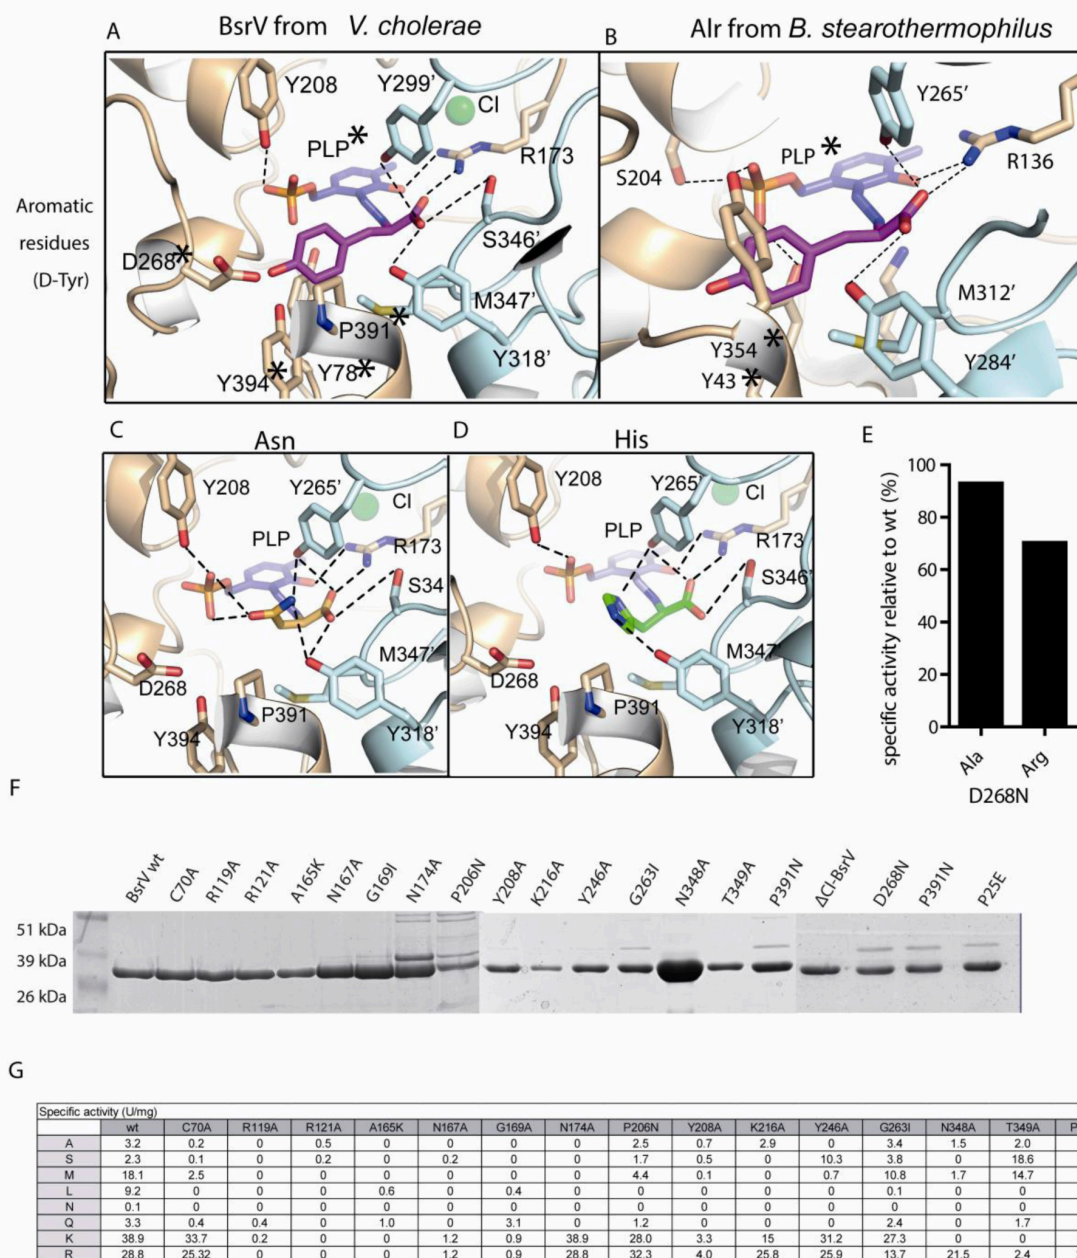 A
BsrV from V. cholerae
B
Alr from B. stearothermophilus
Aromatic
residues
(D-Tyr)
Y208
Y299'
Cl
PLP*
R173
D268*
S346'
M347'
P391
*
Y394*
Y78*
Y318'
Y265'
PLP *
S204
R136
M312'
Y354
*
Y284'
Y43 *
C
Asn
D
His
E
Y208
Y265'
Cl
PLP
R173
S34
M347'
D268
P391
Y394
Y318'
Y208
Y265'
Cl
PLP
R173
S346'
M347'
D268
P391
Y394
Y318'
specific activity relative to wt (%)
100
80
60
40
20
0
Ala
Arg
D268N
F
BsrV wt
C70A
R119A
R121A
A165K
N167A
G169I
N174A
P206N
Y208A
K216A
Y246A
G263I
N348A
T349A
P391N
ΔCl-BsrV
D268N
P391N
P25E
51 kDa
39 kDa
26 kDa
G
Specific activity (U/mg)
wt C70A R119A R121A A165K N167A G169A N174A P206N Y208A K216A Y246A G263I N348A T349A P
A 3.2 0.2 0 0.5 0 0 0 0 2.5 0.7 2.9 0 3.4 1.5 2.0
S 2.3 0.1 0 0.2 0 0.2 0 0 1.7 0.5 0 10.3 3.8 0 18.6
M 18.1 2.5 0 0 0 0 0 0 4.4 0.1 0 0.7 10.8 1.7 14.7
L 9.2 0 0 0 0.6 0 0.4 0 0 0 0 0 0.1 0 0
N 0.1 0 0 0 0 0 0 0 0 0 0 0 0 0 0
Q 3.3 0.4 0.4 0 1.0 0 3.1 0 1.2 0 0 0 2.4 0 1.7
K 38.9 33.7 0.2 0 0 1.2 0.9 38.9 28.0 3.3 15 31.2 27.3 0 0
R 28.8 25.32 0 0 0 1.2 0.9 28.8 32.3 4.0 25.8 25.9 13.7 21.5 2.4